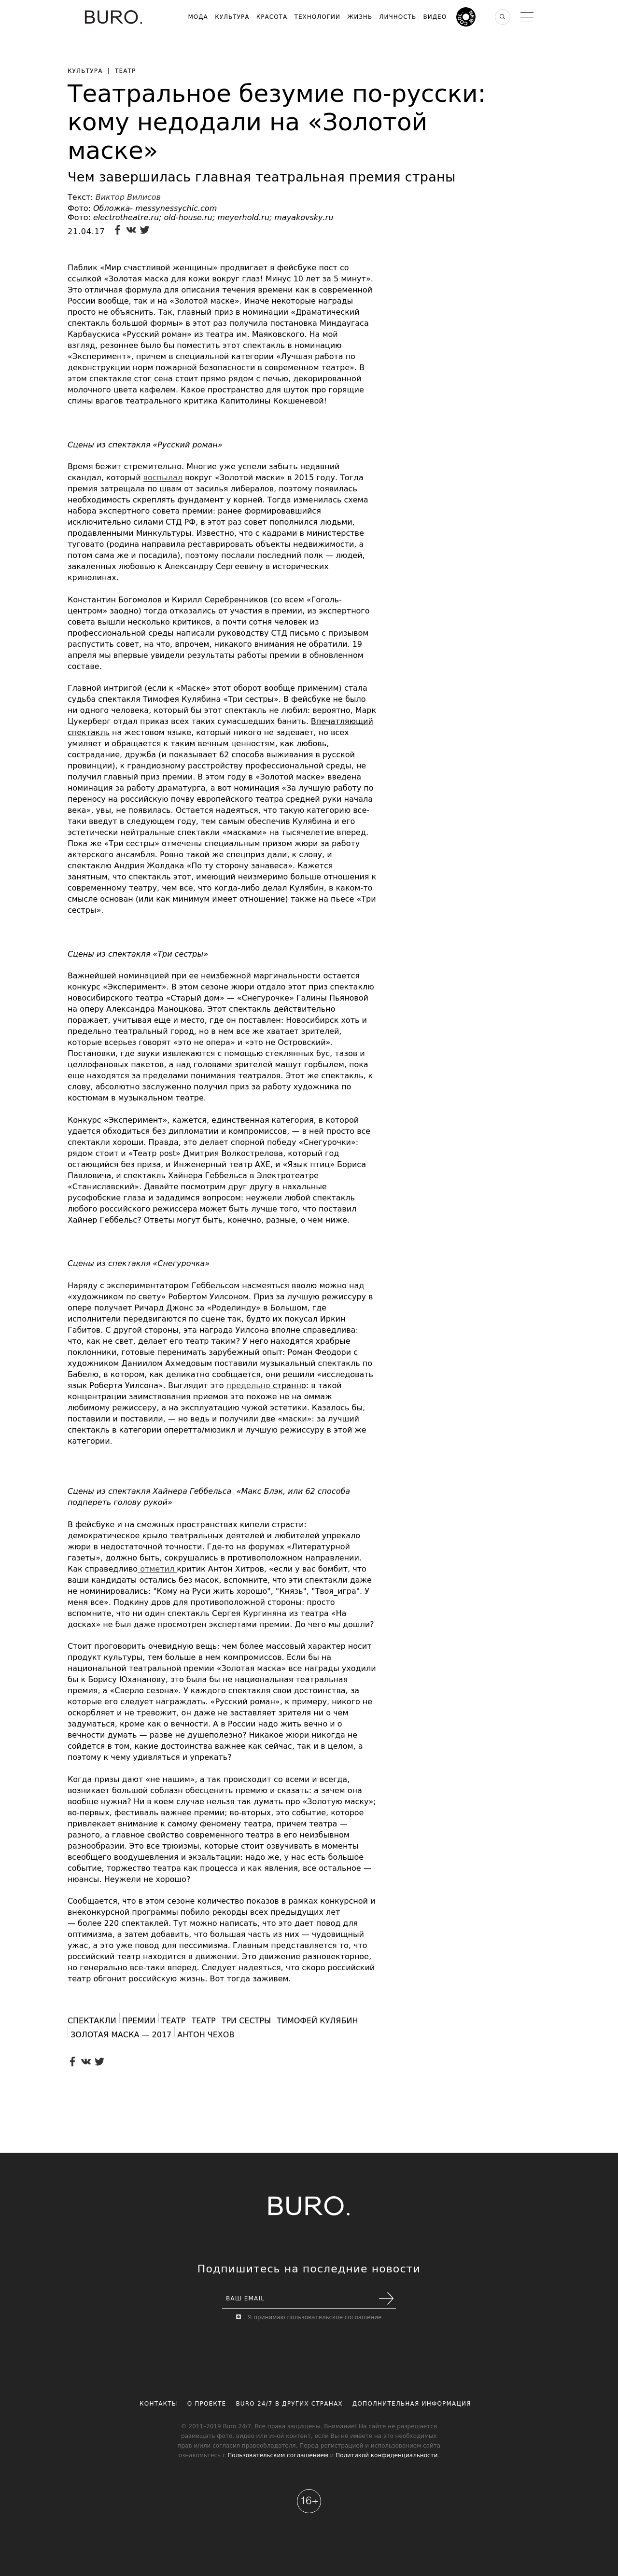 BURO.
МОДА КУЛЬТУРА КРАСОТА ТЕХНОЛОГИИ ЖИЗНЬ ЛИЧНОСТЬ ВИДЕО
КУЛЬТУРА | ТЕАТР
Театральное безумие по-русски:
кому недодали на «Золотой
маске»
Чем завершилась главная театральная премия страны
Текст: Виктор Вилисов
Фото: Обложка- messynessychic.com
Фото: electrotheatre.ru; old-house.ru; meyerhold.ru; mayakovsky.ru
21.04.17
Паблик «Мир счастливой женщины» продвигает в фейсбуке пост со
ссылкой «Золотая маска для кожи вокруг глаз! Минус 10 лет за 5 минут».
Это отличная формула для описания течения времени как в современной
России вообще, так и на «Золотой маске». Иначе некоторые награды
просто не объяснить. Так, главный приз в номинации «Драматический
спектакль большой формы» в этот раз получила постановка Миндаугаса
Карбаускиса «Русский роман» из театра им. Маяковского. На мой
взгляд, резоннее было бы поместить этот спектакль в номинацию
«Эксперимент», причем в специальной категории «Лучшая работа по
деконструкции норм пожарной безопасности в современном театре». В
этом спектакле стог сена стоит прямо рядом с печью, декорированной
молочного цвета кафелем. Какое пространство для шуток про горящие
спины врагов театрального критика Капитолины Кокшеневой!
Сцены из спектакля «Русский роман»
Время бежит стремительно. Многие уже успели забыть недавний
скандал, который воспылал вокруг «Золотой маски» в 2015 году. Тогда
премия затрещала по швам от засилья либералов, поэтому появилась
необходимость скреплять фундамент у корней. Тогда изменилась схема
набора экспертного совета премии: ранее формировавшийся
исключительно силами СТД РФ, в этот раз совет пополнился людьми,
продавленными Минкультуры. Известно, что с кадрами в министерстве
туговато (родина направила реставрировать объекты недвижимости, а
потом сама же и посадила), поэтому послали последний полк — людей,
закаленных любовью к Александру Сергеевичу в исторических
кринолинах.
Константин Богомолов и Кирилл Серебренников (со всем «Гоголь-
центром» заодно) тогда отказались от участия в премии, из экспертного
совета вышли несколько критиков, а почти сотня человек из
профессиональной среды написали руководству СТД письмо с призывом
распустить совет, на что, впрочем, никакого внимания не обратили. 19
апреля мы впервые увидели результаты работы премии в обновленном
составе.
Главной интригой (если к «Маске» этот оборот вообще применим) стала
судьба спектакля Тимофея Кулябина «Три сестры». В фейсбуке не было
ни одного человека, который бы этот спектакль не любил: вероятно, Марк
Цукерберг отдал приказ всех таких сумасшедших банить. Впечатляющий
спектакль на жестовом языке, который никого не задевает, но всех
умиляет и обращается к таким вечным ценностям, как любовь,
сострадание, дружба (и показывает 62 способа выживания в русской
провинции), к грандиозному расстройству профессиональной среды, не
получил главный приз премии. В этом году в «Золотой маске» введена
номинация за работу драматурга, а вот номинация «За лучшую работу по
переносу на российскую почву европейского театра средней руки начала
века», увы, не появилась. Остается надеяться, что такую категорию все-
таки введут в следующем году, тем самым обеспечив Кулябина и его
эстетически нейтральные спектакли «масками» на тысячелетие вперед.
Пока же «Три сестры» отмечены специальным призом жюри за работу
актерского ансамбля. Ровно такой же спецприз дали, к слову, и
спектаклю Андрия Жолдака «По ту сторону занавеса». Кажется
занятным, что спектакль этот, имеющий неизмеримо больше отношения к
современному театру, чем все, что когда-либо делал Кулябин, в каком-то
смысле основан (или как минимум имеет отношение) также на пьесе «Три
сестры».
Сцены из спектакля «Три сестры»
Важнейшей номинацией при ее неизбежной маргинальности остается
конкурс «Эксперимент». В этом сезоне жюри отдало этот приз спектаклю
новосибирского театра «Старый дом» — «Снегурочке» Галины Пьяновой
на оперу Александра Маноцкова. Этот спектакль действительно
поражает, учитывая еще и место, где он поставлен: Новосибирск хоть и
предельно театральный город, но в нем все же хватает зрителей,
которые всерьез говорят «это не опера» и «это не Островский».
Постановки, где звуки извлекаются с помощью стеклянных бус, тазов и
целлофановых пакетов, а над головами зрителей машут горбылем, пока
еще находятся за пределами понимания театралов. Этот же спектакль, к
слову, абсолютно заслуженно получил приз за работу художника по
костюмам в музыкальном театре.
Конкурс «Эксперимент», кажется, единственная категория, в которой
удается обходиться без дипломатии и компромиссов, — в ней просто все
спектакли хороши. Правда, это делает спорной победу «Снегурочки»:
рядом стоит и «Театр post» Дмитрия Волкострелова, который год
остающийся без приза, и Инженерный театр АХЕ, и «Язык птиц» Бориса
Павловича, и спектакль Хайнера Геббельса в Электротеатре
«Станиславский». Давайте посмотрим друг другу в нахальные
русофобские глаза и зададимся вопросом: неужели любой спектакль
любого российского режиссера может быть лучше того, что поставил
Хайнер Геббельс? Ответы могут быть, конечно, разные, о чем ниже.
Сцены из спектакля «Снегурочка»
Наряду с экспериментатором Геббельсом насмеяться вволю можно над
«художником по свету» Робертом Уилсоном. Приз за лучшую режиссуру в
опере получает Ричард Джонс за «Роделинду» в Большом, где
исполнители передвигаются по сцене так, будто их покусал Иркин
Габитов. С другой стороны, эта награда Уилсона вполне справедлива:
что, как не свет, делает его театр таким? У него находятся храбрые
поклонники, готовые перенимать зарубежный опыт: Роман Феодори с
художником Даниилом Ахмедовым поставили музыкальный спектакль по
Бабелю, в котором, как деликатно сообщается, они решили «исследовать
язык Роберта Уилсона». Выглядит это предельно странно: в такой
концентрации заимствования приемов это похоже не на оммаж
любимому режиссеру, а на эксплуатацию чужой эстетики. Казалось бы,
поставили и поставили, — но ведь и получили две «маски»: за лучший
спектакль в категории оперетта/мюзикл и лучшую режиссуру в этой же
категории.
Сцены из спектакля Хайнера Геббельса «Макс Блэк, или 62 способа
подпереть голову рукой»
В фейсбуке и на смежных пространствах кипели страсти:
демократическое крыло театральных деятелей и любителей упрекало
жюри в недостаточной точности. Где-то на форумах «Литературной
газеты», должно быть, сокрушались в противоположном направлении.
Как справедливо отметил критик Антон Хитров, «если у вас бомбит, что
ваши кандидаты остались без масок, вспомните, что эти спектакли даже
не номинировались: "Кому на Руси жить хорошо", "Князь", "Твоя_игра". У
меня все». Подкину дров для противоположной стороны: просто
вспомните, что ни один спектакль Сергея Кургиняна из театра «На
досках» не был даже просмотрен экспертами премии. До чего мы дошли?
Стоит проговорить очевидную вещь: чем более массовый характер носит
продукт культуры, тем больше в нем компромиссов. Если бы на
национальной театральной премии «Золотая маска» все награды уходили
бы к Борису Юхананову, это была бы не национальная театральная
премия, а «Сверло сезона». У каждого спектакля свои достоинства, за
которые его следует награждать. «Русский роман», к примеру, никого не
оскорбляет и не тревожит, он даже не заставляет зрителя ни о чем
задуматься, кроме как о вечности. А в России надо жить вечно и о
вечности думать — разве не душеполезно? Никакое жюри никогда не
сойдется в том, какие достоинства важнее как сейчас, так и в целом, а
поэтому к чему удивляться и упрекать?
Когда призы дают «не нашим», а так происходит со всеми и всегда,
возникает большой соблазн обесценить премию и сказать: а зачем она
вообще нужна? Ни в коем случае нельзя так думать про «Золотую маску»;
во-первых, фестиваль важнее премии; во-вторых, это событие, которое
привлекает внимание к самому феномену театра, причем театра —
разного, а главное свойство современного театра в его неизбывном
разнообразии. Это все трюизмы, которые стоит озвучивать в моменты
всеобщего воодушевления и экзальтации: надо же, у нас есть большое
событие, торжество театра как процесса и как явления, все остальное —
нюансы. Неужели не хорошо?
Сообщается, что в этом сезоне количество показов в рамках конкурсной и
внеконкурсной программы побило рекорды всех предыдущих лет
— более 220 спектаклей. Тут можно написать, что это дает повод для
оптимизма, а затем добавить, что большая часть из них — чудовищный
ужас, а это уже повод для пессимизма. Главным представляется то, что
российский театр находится в движении. Это движение разновекторное,
но генерально все-таки вперед. Следует надеяться, что скоро российский
театр обгонит российскую жизнь. Вот тогда заживем.
СПЕКТАКЛИ ПРЕМИИ ТЕАТР ТЕАТР ТРИ СЕСТРЫ ТИМОФЕЙ КУЛЯБИН
ЗОЛОТАЯ МАСКА — 2017 АНТОН ЧЕХОВ
BURO.
Подпишитесь на последние новости
ВАШ EMAIL
Я принимаю пользовательское соглашение
КОНТАКТЫ О ПРОЕКТЕ BURO 24/7 В ДРУГИХ СТРАНАХ ДОПОЛНИТЕЛЬНАЯ ИНФОРМАЦИЯ
© 2011–2019 Buro 24/7. Все права защищены. Внимание! На сайте не разрешается
размещать фото, видео или иной контент, если Вы не имеете на это необходимых
прав и/или согласия правообладателя. Перед регистрацией и использованием сайта
ознакомьтесь с Пользовательским соглашением и Политикой конфиденциальности.
16+